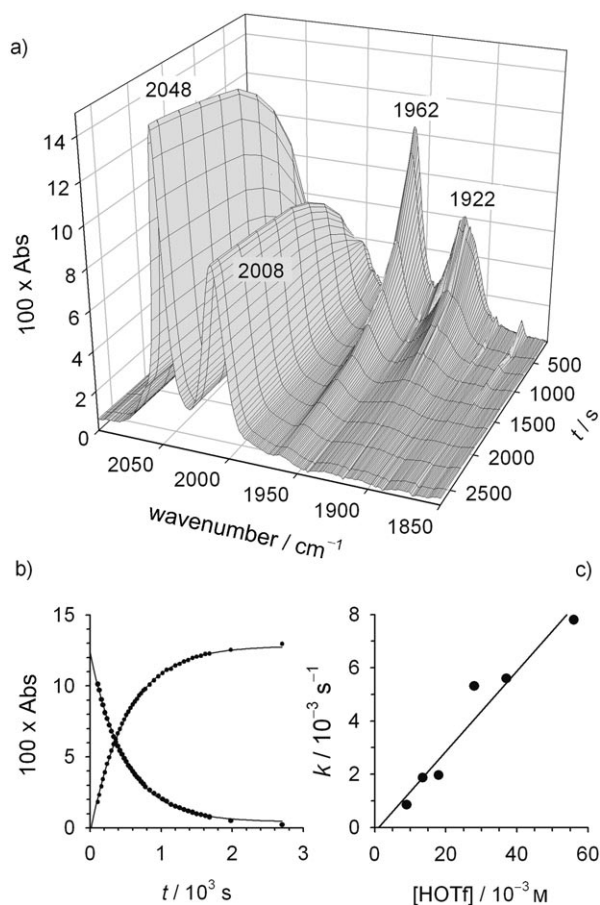 a)
2048
1962
1922
2008
14
12
10
8
6
4
2
0
100 x Abs
2050
2000
1950
1900
1850
wavenumber / cm⁻¹
500
1000
1500
2000
2500
t / s
b)
c)
15
10
5
0
100 x Abs
0 1 2 3
t / 10³ s
8
6
4
2
0
k / 10⁻³ s⁻¹
0 20 40 60
[HOTf] / 10⁻³ M